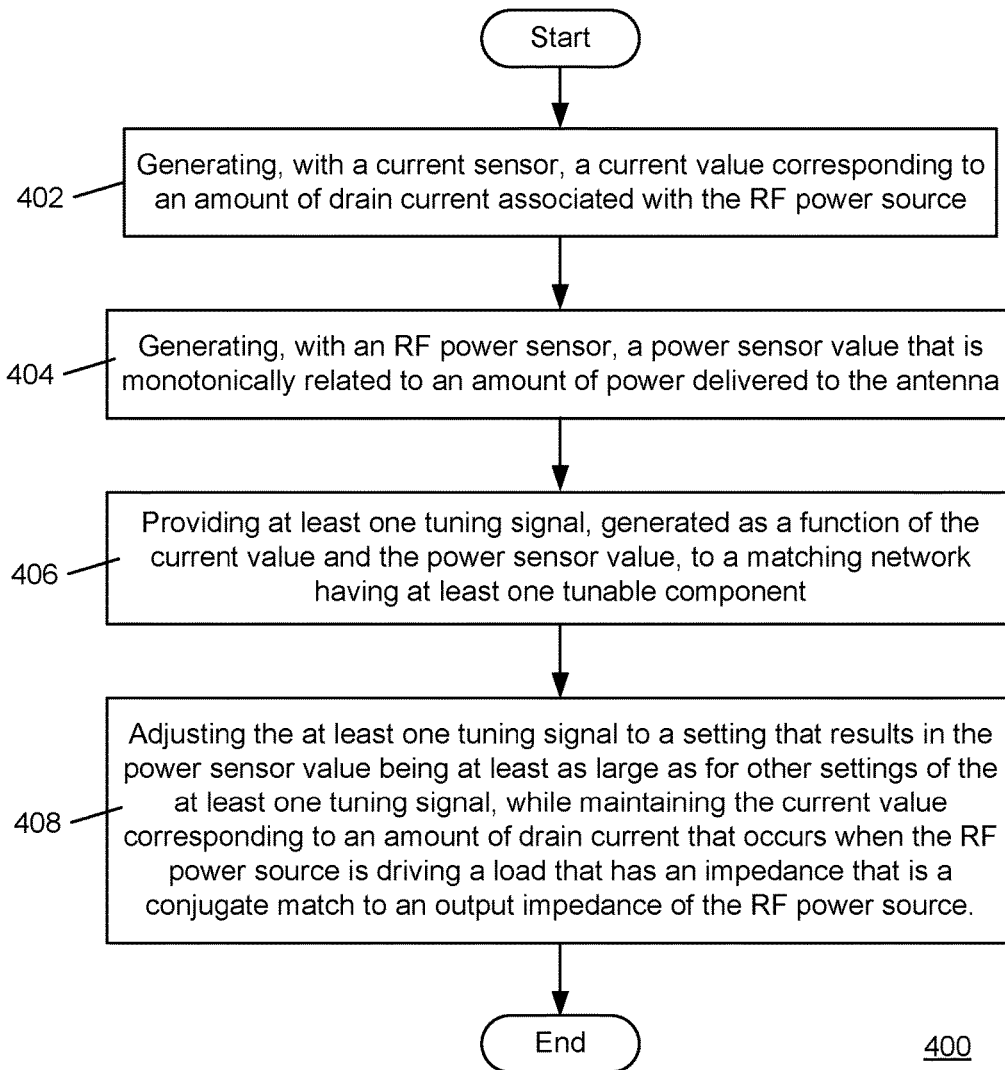 Start
402
Generating, with a current sensor, a current value corresponding to
an amount of drain current associated with the RF power source
404
Generating, with an RF power sensor, a power sensor value that is
monotonically related to an amount of power delivered to the antenna
406
Providing at least one tuning signal, generated as a function of the
current value and the power sensor value, to a matching network
having at least one tunable component
408
Adjusting the at least one tuning signal to a setting that results in the
power sensor value being at least as large as for other settings of the
at least one tuning signal, while maintaining the current value
corresponding to an amount of drain current that occurs when the RF
power source is driving a load that has an impedance that is a
conjugate match to an output impedance of the RF power source.
End
400